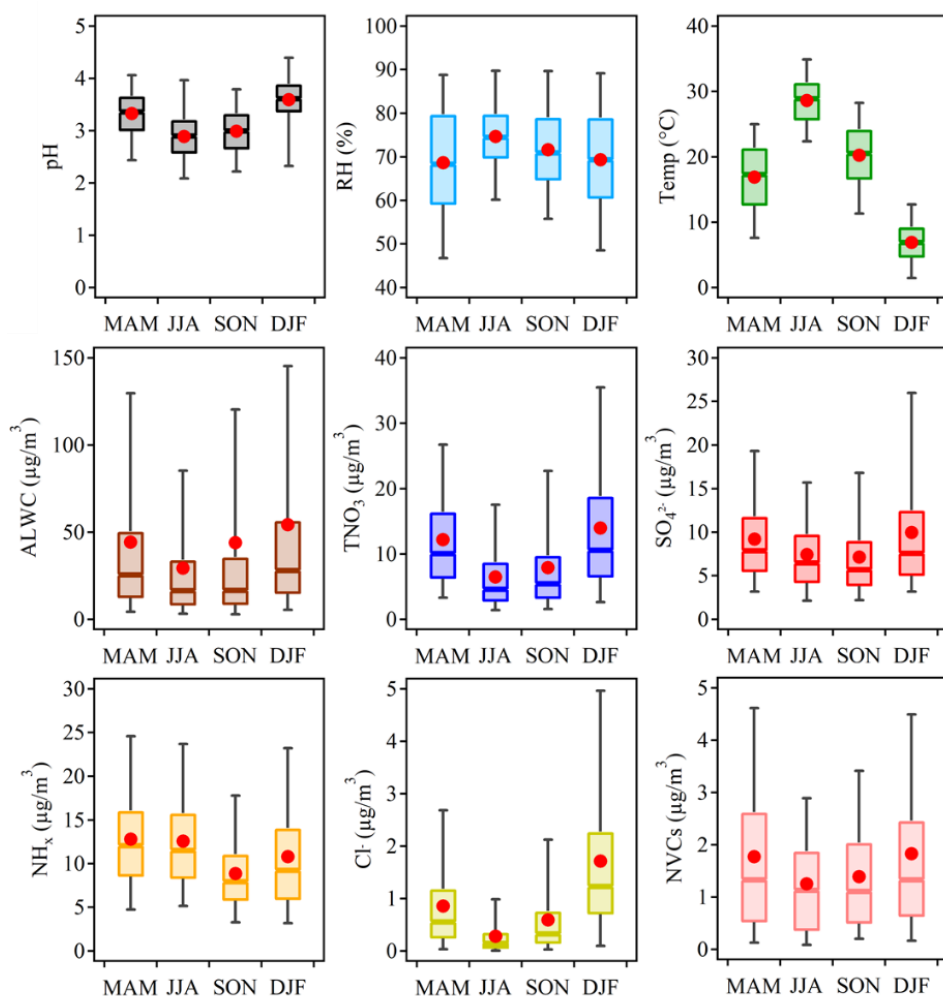 pH
5
4
3
2
1
0
MAM JJA SON DJF
RH (%)
100
90
80
70
60
50
40
MAM JJA SON DJF
Temp (°C)
40
30
20
10
0
MAM JJA SON DJF
ALWC (μg/m³)
150
100
50
0
MAM JJA SON DJF
TNO₃ (μg/m³)
40
30
20
10
0
MAM JJA SON DJF
SO₄²⁻ (μg/m³)
30
25
20
15
10
5
0
MAM JJA SON DJF
NHₓ (μg/m³)
30
25
20
15
10
5
0
MAM JJA SON DJF
Cl⁻ (μg/m³)
5
4
3
2
1
0
MAM JJA SON DJF
NVCs (μg/m³)
5
4
3
2
1
0
MAM JJA SON DJF